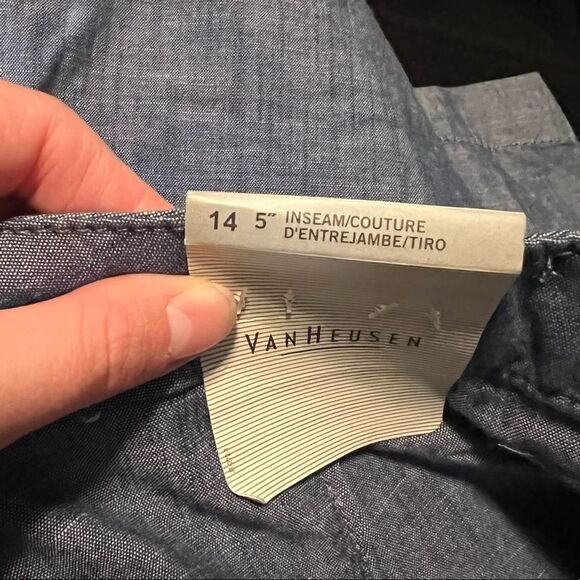 14 5" INSEAM/COUTURE
D'ENTREJAMBE/TIRO
VANHEUSEN